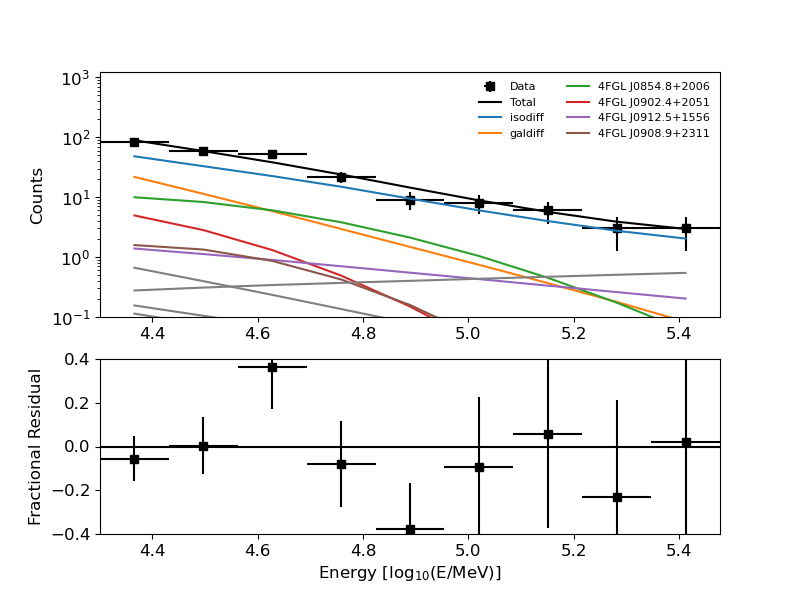 10³
10²
10¹
10⁰
10⁻¹
Counts
Data
Total
isodiff
galdiff
4FGL J0854.8+2006
4FGL J0902.4+2051
4FGL J0912.5+1556
4FGL J0908.9+2311
4.4 4.6 4.8 5.0 5.2 5.4
0.4
0.2
0.0
−0.2
−0.4
Fractional Residual
4.4 4.6 4.8 5.0 5.2 5.4
Energy [log₁₀(E/MeV)]